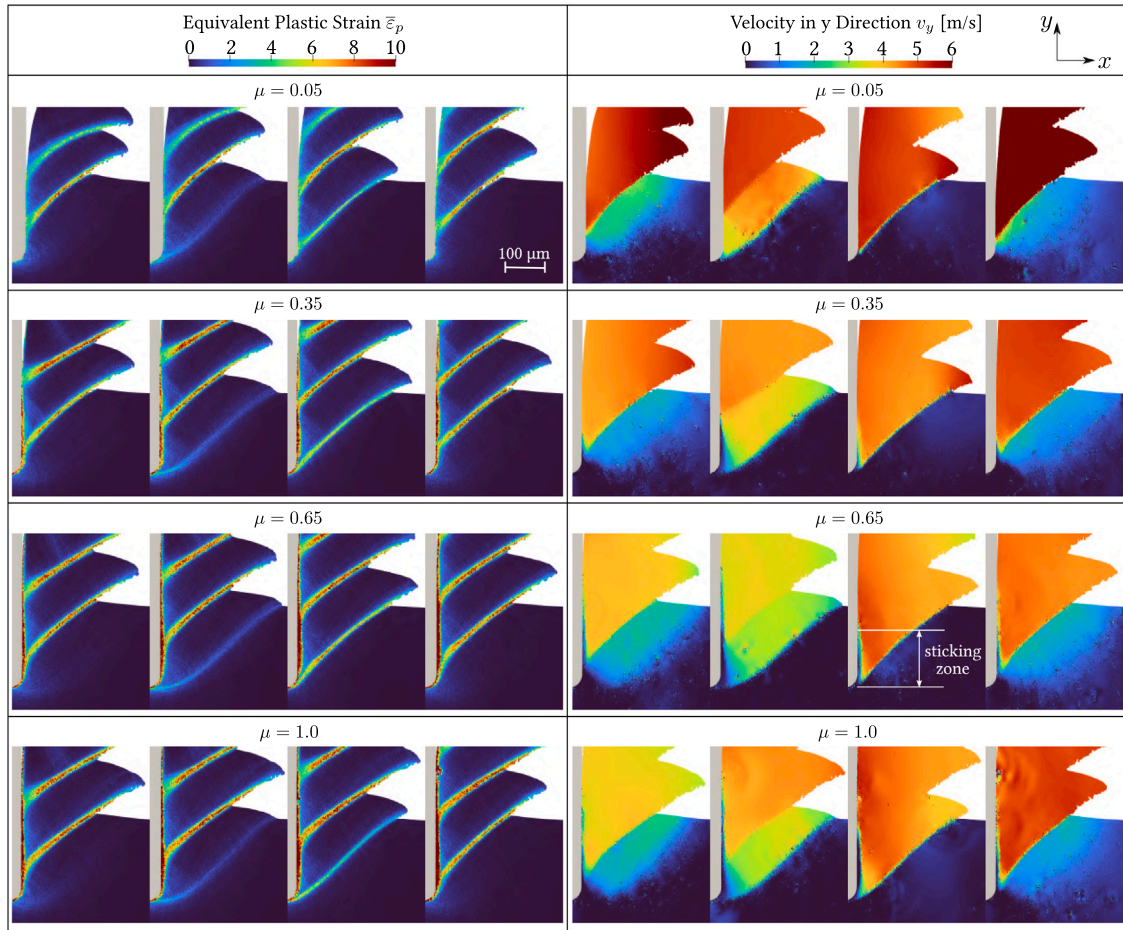 Equivalent Plastic Strain ε̅ₚ
0 2 4 6 8 10
Velocity in y Direction v_y [m/s]
0 1 2 3 4 5 6
y
x
μ = 0.05
μ = 0.05
100 μm
μ = 0.35
μ = 0.35
μ = 0.65
μ = 0.65
sticking
zone
μ = 1.0
μ = 1.0